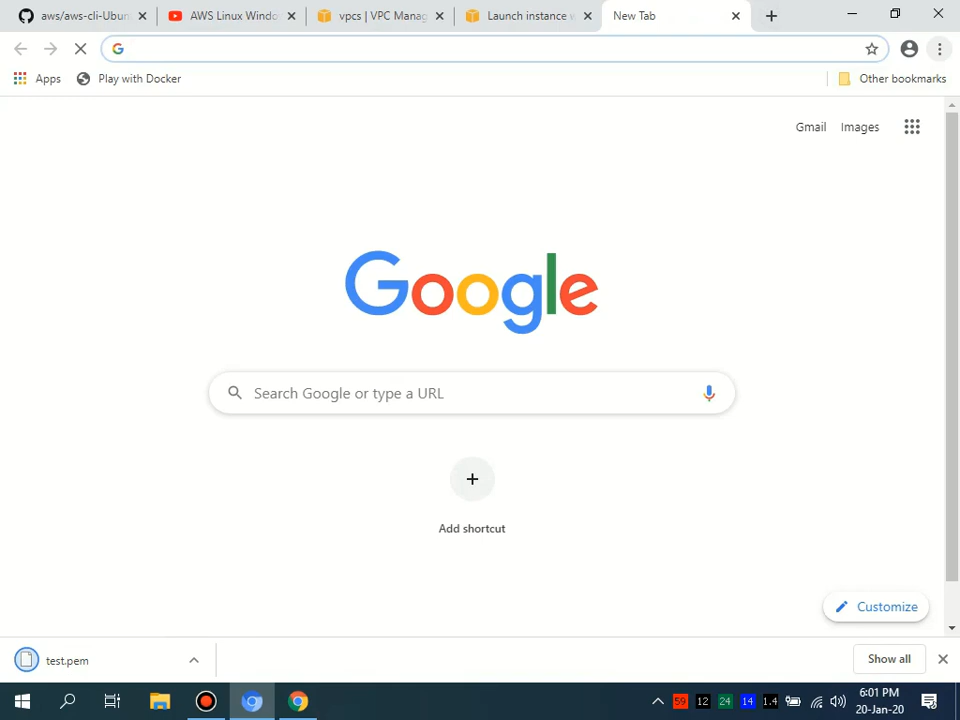 aws/aws-cli-Ubun
AWS Linux Windo
vpcs | VPC Manag
Launch instance w
New Tab
Apps
Play with Docker
Other bookmarks
Gmail
Images
Google
Search Google or type a URL
Add shortcut
Customize
test.pem
Show all
59
12
24
14
1.4
6:01 PM
20-Jan-20